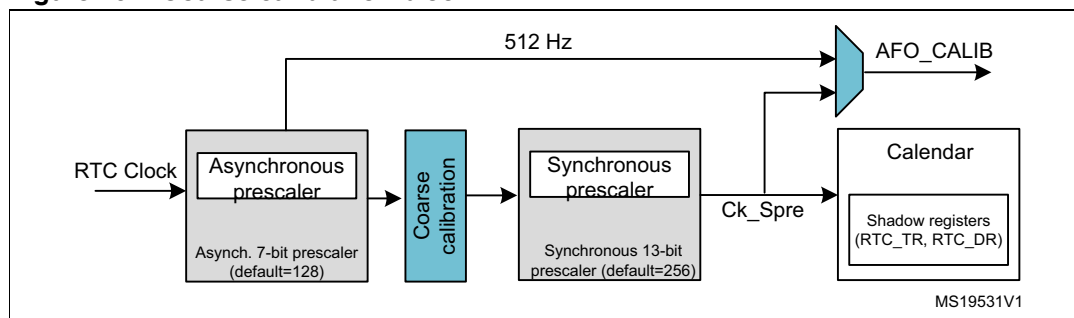 512 Hz
AFO_CALIB
RTC Clock
Asynchronous
prescaler
Asynch. 7-bit prescaler
(default=128)
Coarse
calibration
Synchronous
prescaler
Synchronous 13-bit
prescaler (default=256)
Ck_Spre
Calendar
Shadow registers
(RTC_TR, RTC_DR)
MS19531V1